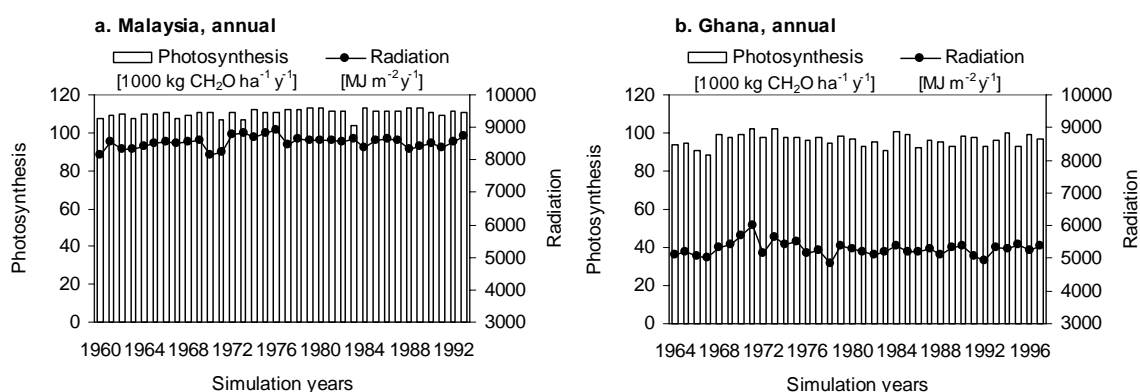 a. Malaysia, annual
Photosynthesis Radiation
[1000 kg CH₂O ha⁻¹ y⁻¹] [MJ m⁻² y⁻¹]
120 10000
100 9000
80 8000
60 7000
40 6000
20 5000
0 4000
3000
Photosynthesis
Radiation
1960 1964 1968 1972 1976 1980 1984 1988 1992
Simulation years
b. Ghana, annual
Photosynthesis Radiation
[1000 kg CH₂O ha⁻¹ y⁻¹] [MJ m⁻² y⁻¹]
120 10000
100 9000
80 8000
60 7000
40 6000
20 5000
0 4000
3000
Photosynthesis
Radiation
1964 1968 1972 1976 1980 1984 1988 1992 1996
Simulation years